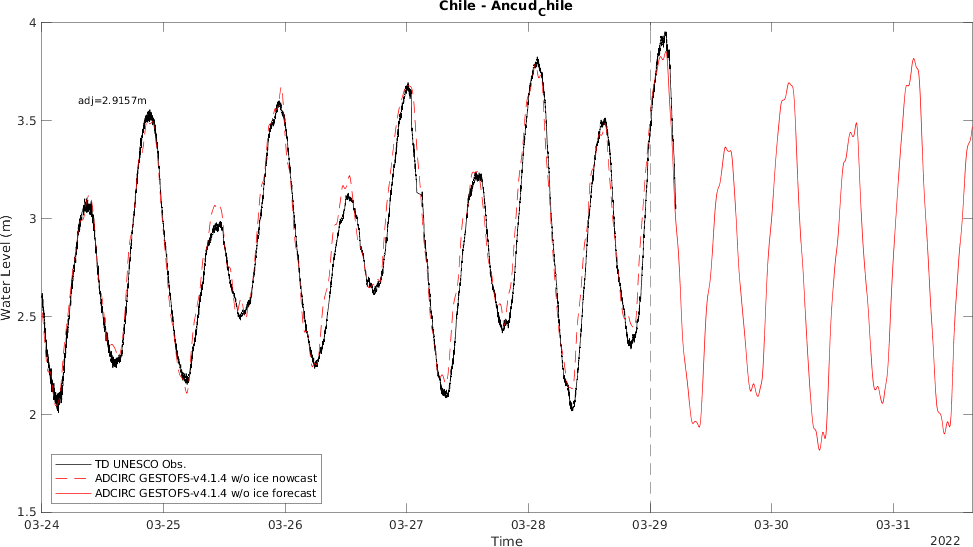 Chile - Ancud_Chile
4
3.5
3
2.5
2
1.5
Water Level (m)
adj=2.9157m
TD UNESCO Obs.
ADCIRC GESTOFS-v4.1.4 w/o ice nowcast
ADCIRC GESTOFS-v4.1.4 w/o ice forecast
03-24 03-25 03-26 03-27 03-28 03-29 03-30 03-31
Time
2022